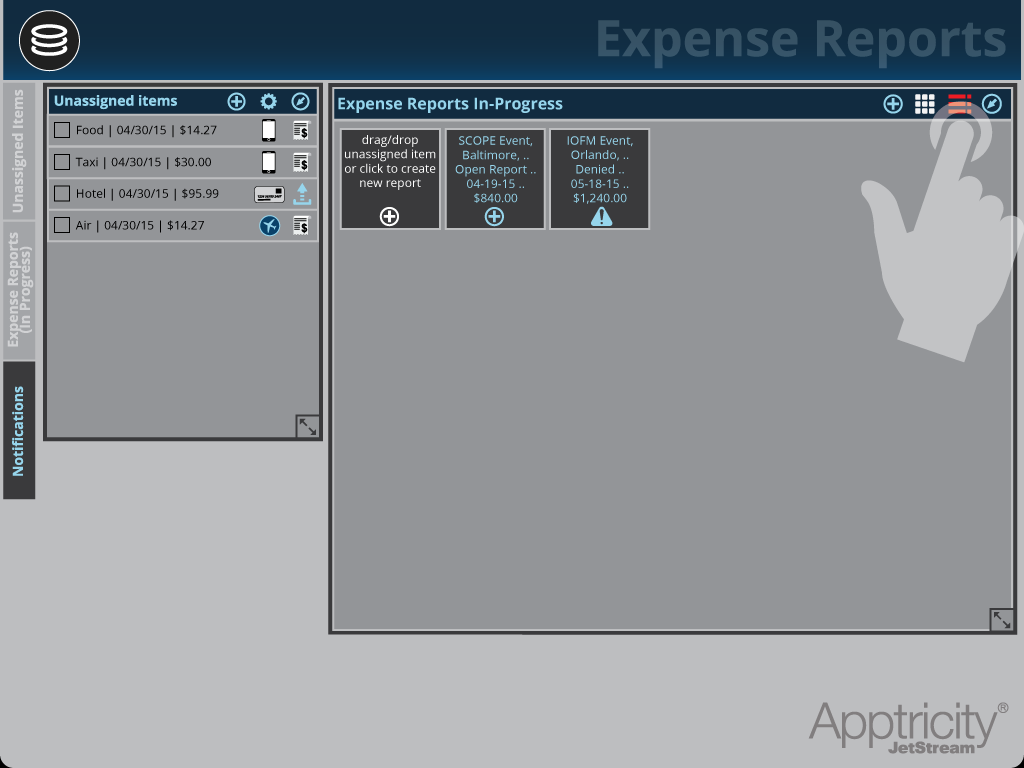 Expense Reports
Unassigned Items
Expense Reports
(In Progress)
Notifications
Unassigned items
Food | 04/30/15 | $14.27
Taxi | 04/30/15 | $30.00
Hotel | 04/30/15 | $95.99
Air | 04/30/15 | $14.27
Expense Reports In-Progress
drag/drop
unassigned item
or click to create
new report
SCOPE Event,
Baltimore, ..
Open Report ..
04-19-15 ..
$840.00
IOFM Event,
Orlando, ..
Denied ..
05-18-15 ..
$1,240.00
Apptricity®
JetStream